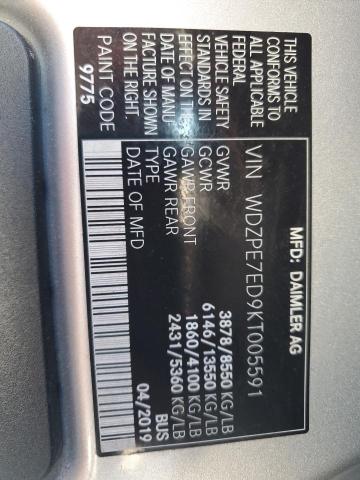 MFD: DAIMLER AG
VIN WDZPE7ED9KT005591
GVWR 3878/8550 KG/LB
GCWR 6146/13550 KG/LB
GAWR FRONT 1860/4100 KG/LB
GAWR REAR 2431/5360 KG/LB
TYPE BUS
DATE OF MFD 04/2019
THIS VEHICLE
CONFORMS TO
ALL APPLICABLE
FEDERAL
VEHICLE SAFETY
STANDARDS IN
EFFECT ON THE
DATE OF MANU-
FACTURE SHOWN
ON THE RIGHT.
PAINT CODE
9775